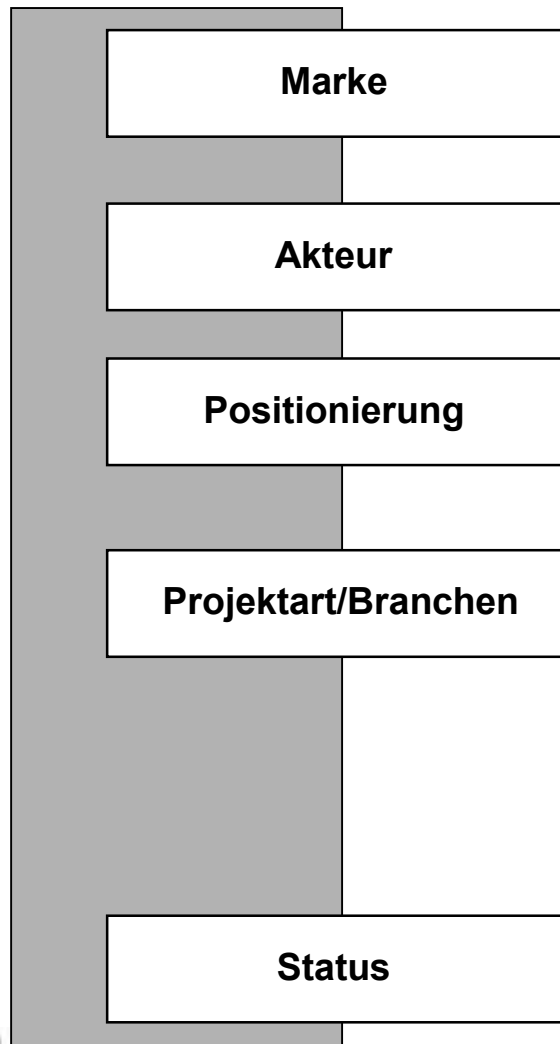 Marke
Akteur
Positionierung
Projektart/Branchen
Status